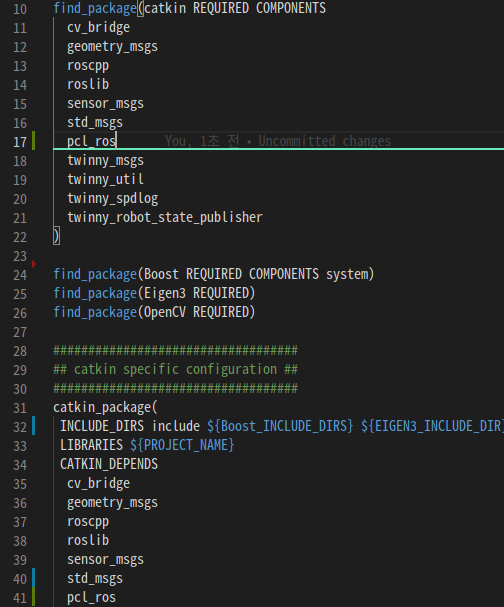 10 find_package(catkin REQUIRED COMPONENTS
11 cv_bridge
12 geometry_msgs
13 roscpp
14 roslib
15 sensor_msgs
16 std_msgs
17 pcl_ros You, 1초 전 • Uncommitted changes
18 twinny_msgs
19 twinny_util
20 twinny_spdlog
21 twinny_robot_state_publisher
22 )
23
24 find_package(Boost REQUIRED COMPONENTS system)
25 find_package(Eigen3 REQUIRED)
26 find_package(OpenCV REQUIRED)
27
28 ###################################
29 ## catkin specific configuration ##
30 ###################################
31 catkin_package(
32 INCLUDE_DIRS include ${Boost_INCLUDE_DIRS} ${EIGEN3_INCLUDE_DIR
33 LIBRARIES ${PROJECT_NAME}
34 CATKIN_DEPENDS
35 cv_bridge
36 geometry_msgs
37 roscpp
38 roslib
39 sensor_msgs
40 std_msgs
41 pcl_ros